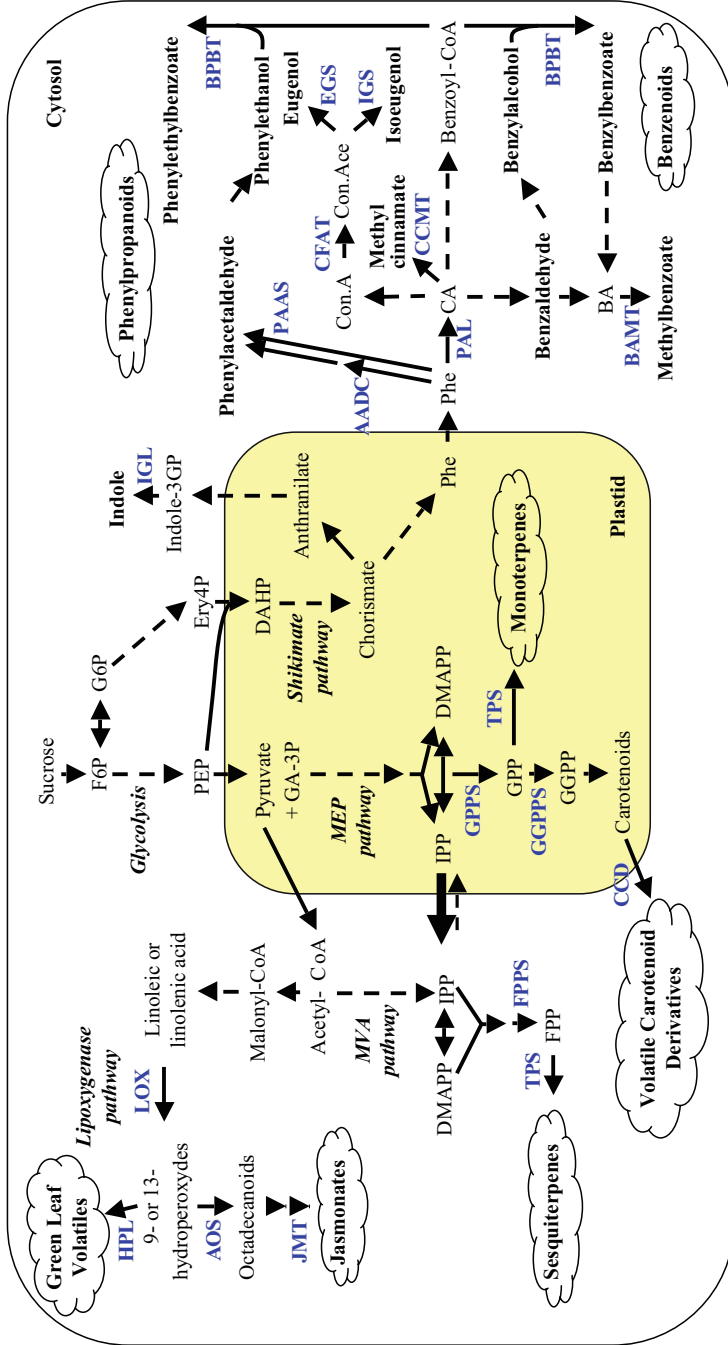 Cytosol
Sucrose
F6P
G6P
Glycolysis
PEP
Ery4P
Indole
IGL
Indole-3GP
Phenylpropanoids
Phenylethylbenzoate
BPBT
Phenylacetaldehyde
Phenylethanol
PAAS
AADC
Eugenol
EGS
IGS
Isoeugenol
Con.A
CFAT
Con.Ace
Methyl
cinnamate
CCMT
Phe
PAL
CA
Benzoyl-CoA
Benzaldehyde
Benzylalcohol
BPBT
BA
Benzylbenzoate
BAMT
Methylbenzoate
Benzenoids
Pyruvate
+ GA-3P
DAHP
Anthranilate
Shikimate
pathway
Chorismate
Phe
MEP
pathway
IPP
DMAPP
GPPS
GPP
TPS
Monoterpenes
GGPPS
GGPP
Carotenoids
Plastid
CCD
Volatile Carotenoid
Derivatives
Green Leaf
Volatiles
Lipoxygenase
pathway
HPL
9- or 13-
hydroperoxydes
LOX
Linoleic or
linolenic acid
AOS
Octadecanoids
JMT
Jasmonates
Malonyl-CoA
Acetyl- CoA
MVA
pathway
DMAPP
IPP
FPPS
FPP
TPS
Sesquiterpenes